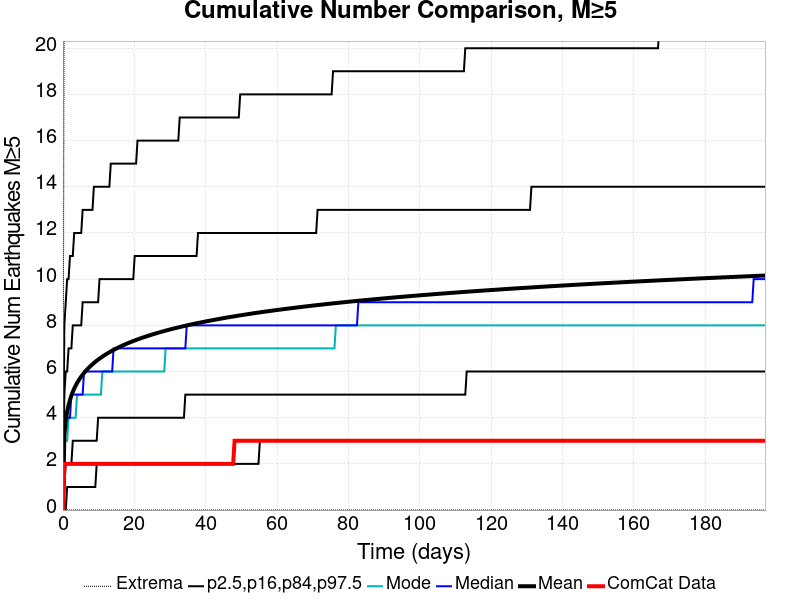 Cumulative Number Comparison, M≥5
Cumulative Num Earthquakes M≥5
20
18
16
14
12
10
8
6
4
2
0
0 20 40 60 80 100 120 140 160 180
Time (days)
Extrema p2.5,p16,p84,p97.5 Mode Median Mean ComCat Data